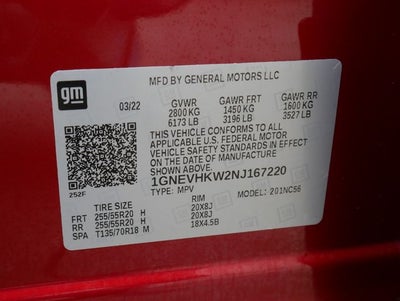 gm
MFD BY GENERAL MOTORS LLC
03/22 GVWR GAWR FRT GAWR RR
2800 KG 1450 KG 1600 KG
6173 LB 3196 LB 3527 LB
THIS VEHICLE CONFORMS TO ALL
APPLICABLE U.S. FEDERAL MOTOR
VEHICLE SAFETY STANDARDS IN EFFECT
ON THE DATE OF MANUFACTURE
SHOWN ABOVE.
1GNEVHKW2NJ167220
252F TYPE: MPV MODEL: 201NC56
TIRE SIZE RIM
FRT 255/55R20 H 20X8J
RR 255/55R20 H 20X8J
SPA T135/70R18 M 18X4.5B